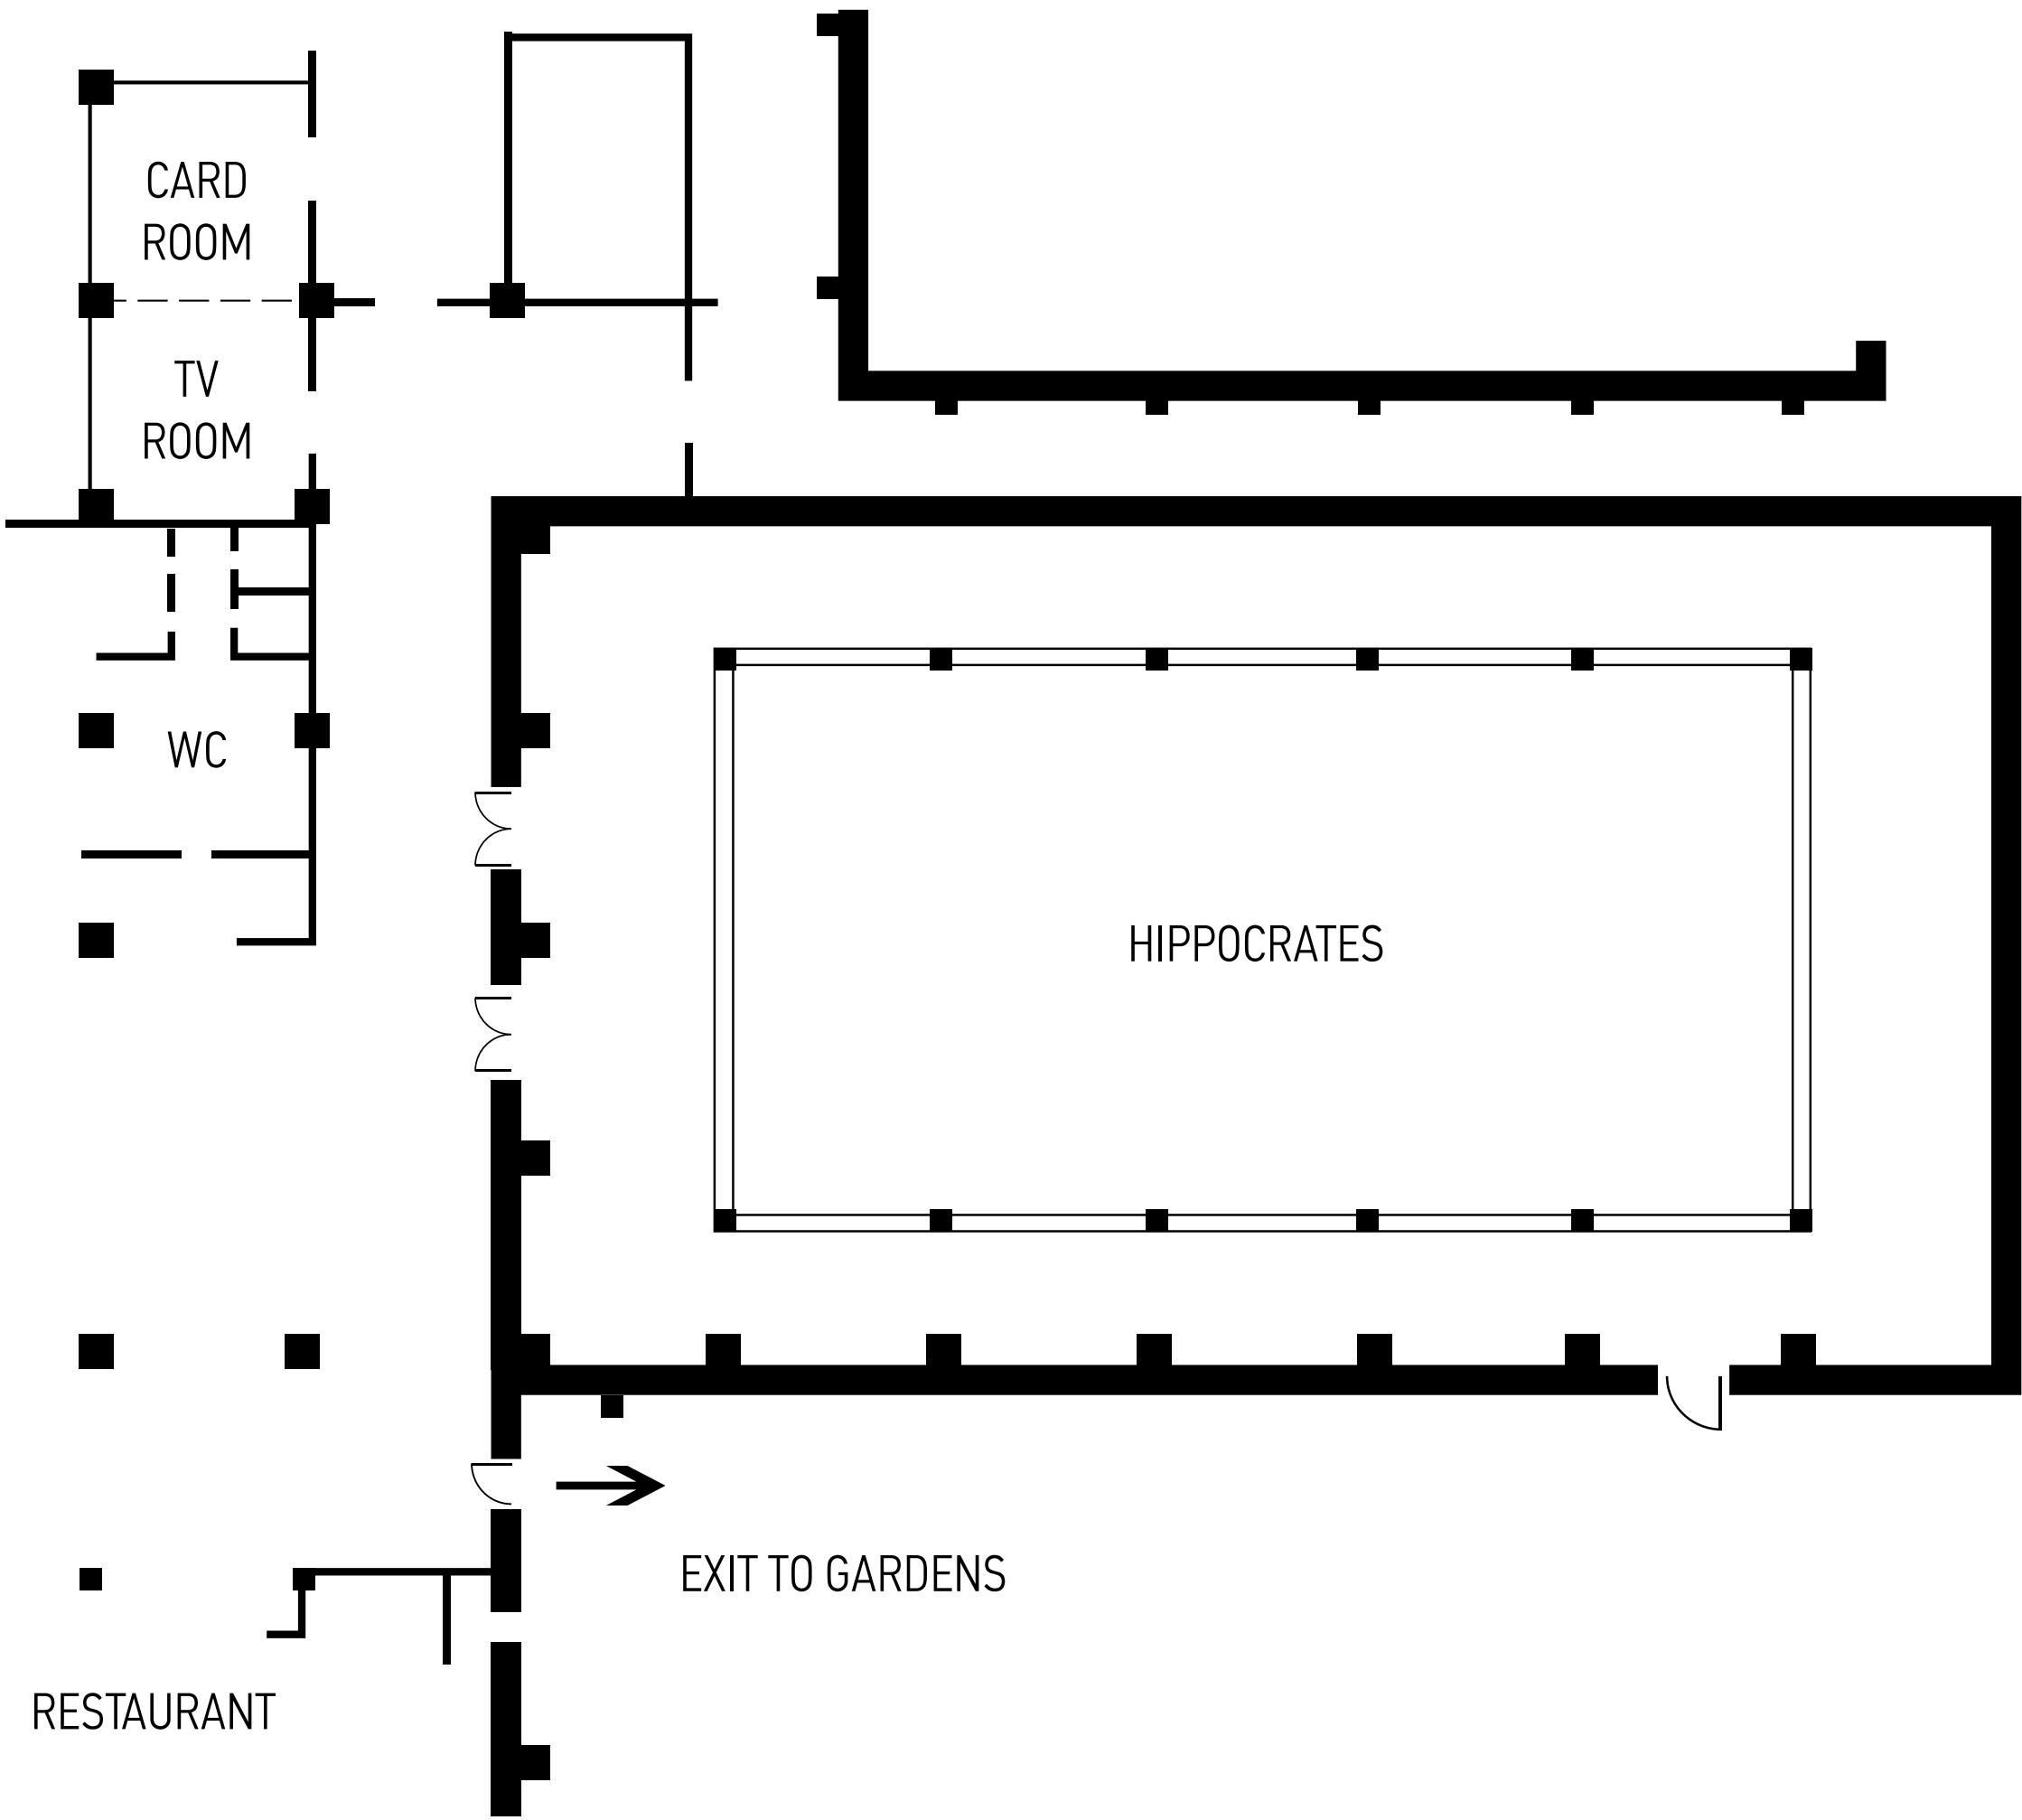 CARD
ROOM
TV
ROOM
WC
HIPPOCRATES
EXIT TO GARDENS
RESTAURANT